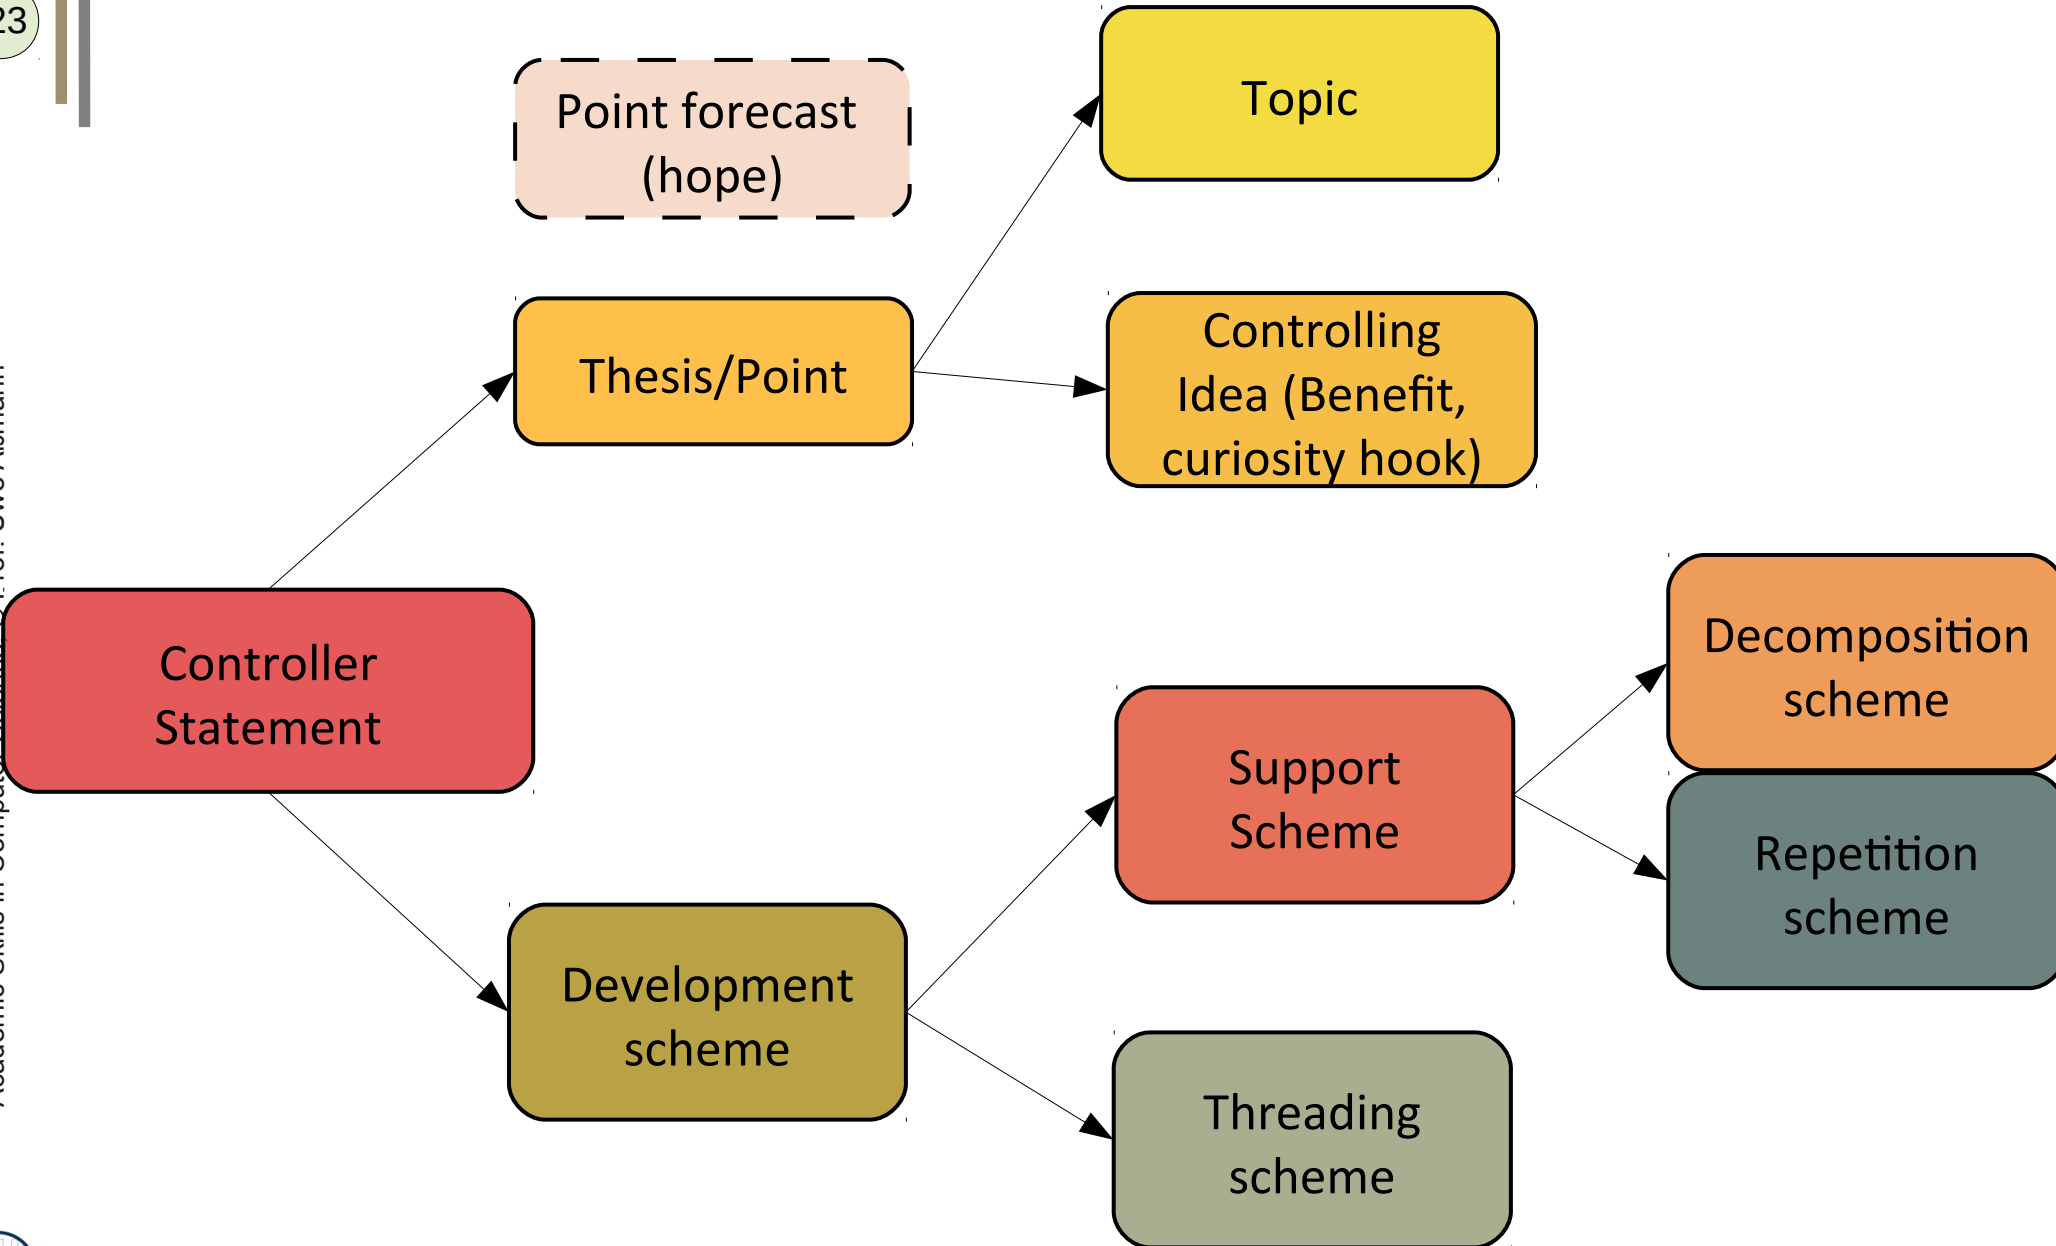 23
Point forecast
(hope)
Topic
Thesis/Point
Controlling
Idea (Benefit,
curiosity hook)
Controller
Statement
Decomposition
scheme
Support
Scheme
Repetition
scheme
Development
scheme
Threading
scheme